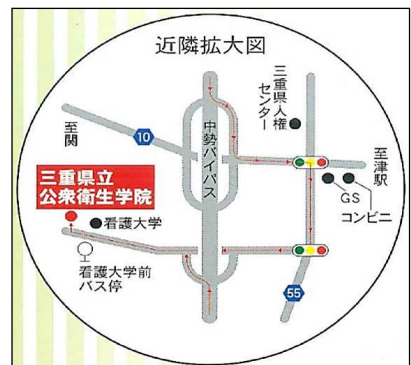 近隣拡大図
三重県人権
センター
10
至関
中勢バイパス
至津駅
三重県立
公衆衛生学院
GS
コンビニ
看護大学
看護大学前
バス停
55